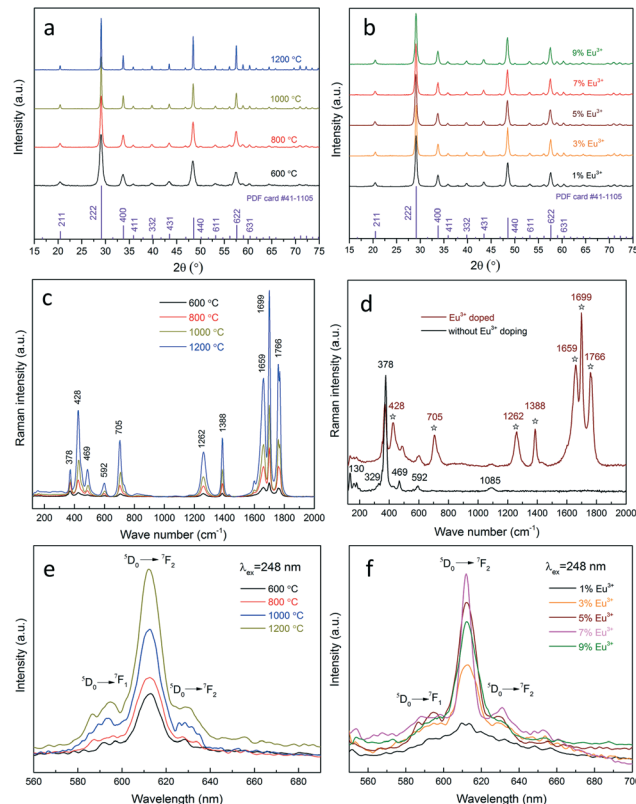 a
Intensity (a.u.)
1200 °C
1000 °C
800 °C
600 °C
PDF card #41-1105
211
222
400
411
332
431
440
611
622
631
15 20 25 30 35 40 45 50 55 60 65 70 75
2θ (°)
b
Intensity (a.u.)
9% Eu³⁺
7% Eu³⁺
5% Eu³⁺
3% Eu³⁺
1% Eu³⁺
PDF card #41-1105
211
222
400
411
332
431
440
611
622
631
15 20 25 30 35 40 45 50 55 60 65 70 75
2θ (°)
c
Raman intensity (a.u.)
600 °C
800 °C
1000 °C
1200 °C
378
428
469
592
705
1262
1388
1659
1699
1766
200 400 600 800 1000 1200 1400 1600 1800 2000
Wave number (cm⁻¹)
d
Raman intensity (a.u.)
Eu³⁺ doped
without Eu³⁺ doping
378
428
705
1262
1388
1659
1699
1766
130
329
469
592
1085
200 400 600 800 1000 1200 1400 1600 1800 2000
Wave number (cm⁻¹)
e
Intensity (a.u.)
⁵D₀ → ⁷F₂
λex=248 nm
600 °C
800 °C
1000 °C
1200 °C
⁵D₀ → ⁷F₁
⁵D₀ → ⁷F₂
560 580 600 620 640 660 680
Wavelength (nm)
f
Intensity (a.u.)
⁵D₀ → ⁷F₂
λex=248 nm
1% Eu³⁺
3% Eu³⁺
5% Eu³⁺
7% Eu³⁺
9% Eu³⁺
⁵D₀ → ⁷F₁
⁵D₀ → ⁷F₂
560 580 600 620 640 660 680 700
Wavelength (nm)